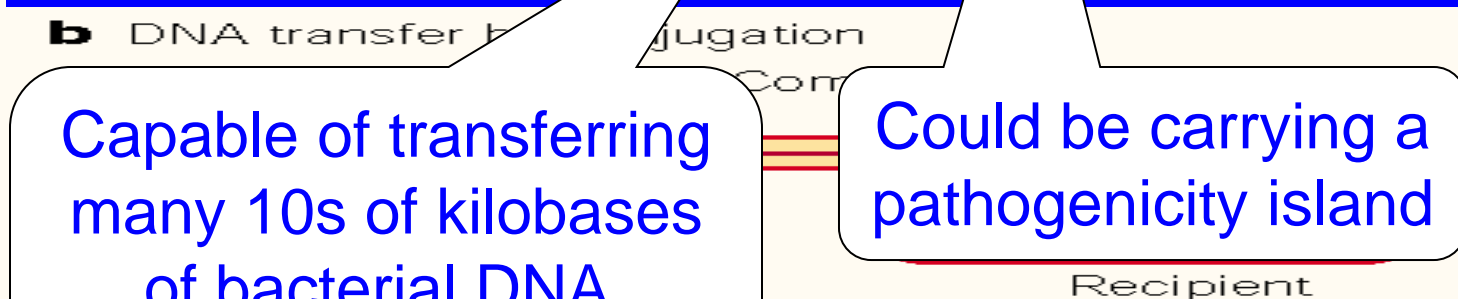 b DNA transfer b jugation
Com
Capable of transferring
many 10s of kilobases
of bacterial DNA
Could be carrying a
pathogenicity island
Recipient